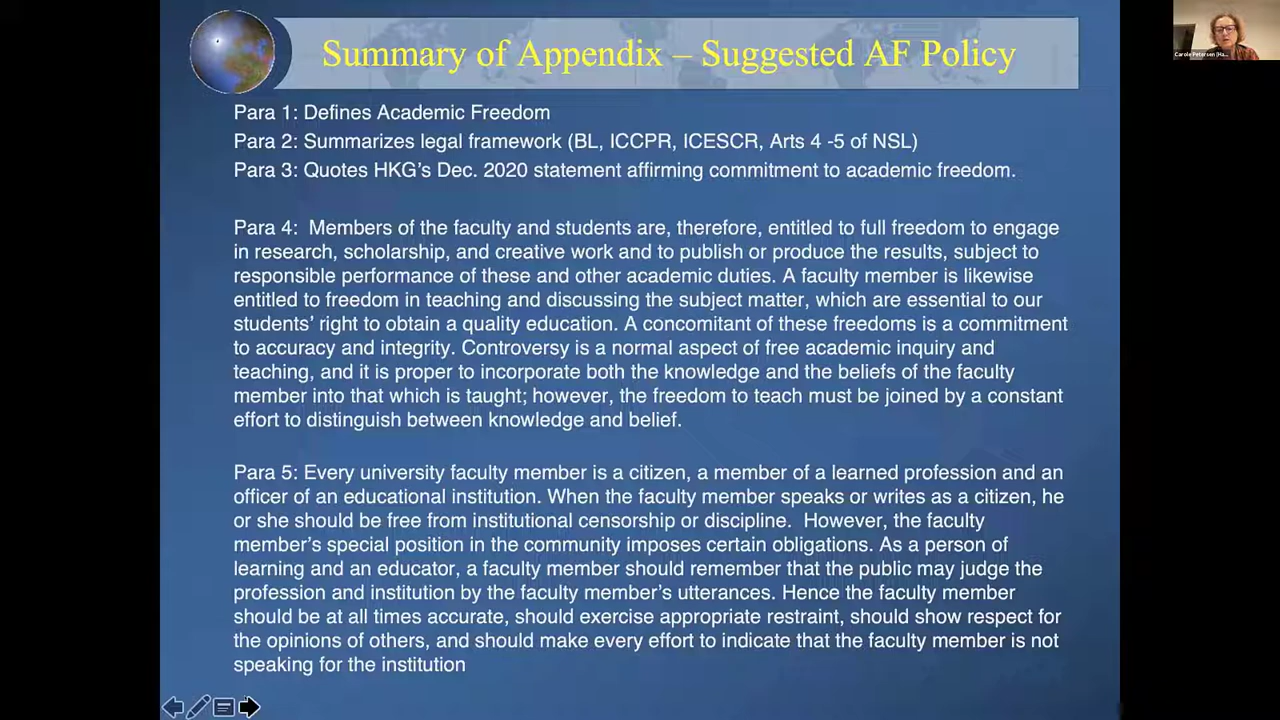 Summary of Appendix – Suggested AF Policy
Carole Petersen (Ha...
Para 1: Defines Academic Freedom
Para 2: Summarizes legal framework (BL, ICCPR, ICESCR, Arts 4 -5 of NSL)
Para 3: Quotes HKG's Dec. 2020 statement affirming commitment to academic freedom.
Para 4:  Members of the faculty and students are, therefore, entitled to full freedom to engage
in research, scholarship, and creative work and to publish or produce the results, subject to
responsible performance of these and other academic duties. A faculty member is likewise
entitled to freedom in teaching and discussing the subject matter, which are essential to our
students' right to obtain a quality education. A concomitant of these freedoms is a commitment
to accuracy and integrity. Controversy is a normal aspect of free academic inquiry and
teaching, and it is proper to incorporate both the knowledge and the beliefs of the faculty
member into that which is taught; however, the freedom to teach must be joined by a constant
effort to distinguish between knowledge and belief.
Para 5: Every university faculty member is a citizen, a member of a learned profession and an
officer of an educational institution. When the faculty member speaks or writes as a citizen, he
or she should be free from institutional censorship or discipline.  However, the faculty
member's special position in the community imposes certain obligations. As a person of
learning and an educator, a faculty member should remember that the public may judge the
profession and institution by the faculty member's utterances. Hence the faculty member
should be at all times accurate, should exercise appropriate restraint, should show respect for
the opinions of others, and should make every effort to indicate that the faculty member is not
speaking for the institution